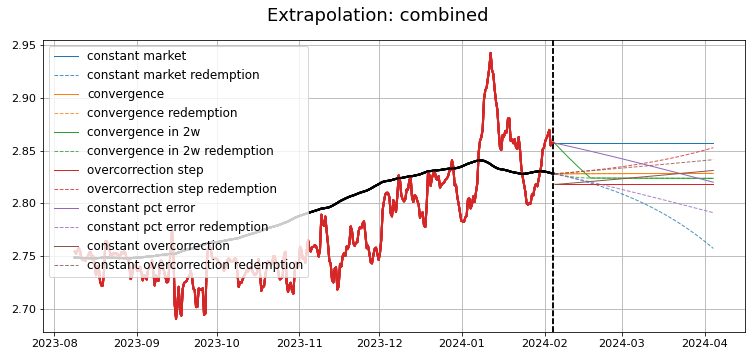 Extrapolation: combined
2.95
2.90
2.85
2.80
2.75
2.70
constant market
constant market redemption
convergence
convergence redemption
convergence in 2w
convergence in 2w redemption
overcorrection step
overcorrection step redemption
constant pct error
constant pct error redemption
constant overcorrection
constant overcorrection redemption
2023-08 2023-09 2023-10 2023-11 2023-12 2024-01 2024-02 2024-03 2024-04